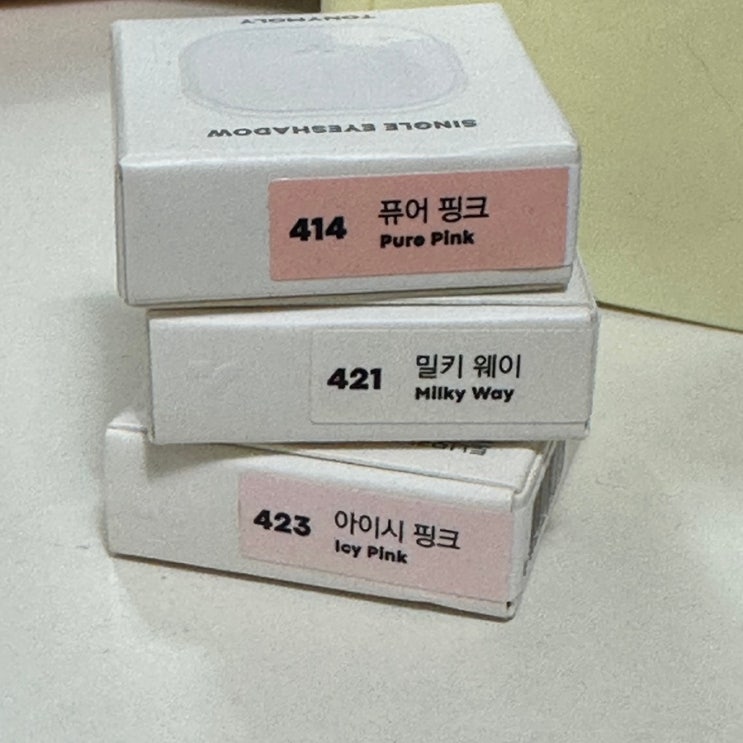 TONYMOLY
SINGLE EYESHADOW
414
퓨어 핑크
Pure Pink
421
밀키 웨이
Milky Way
423
아이시 핑크
Icy Pink